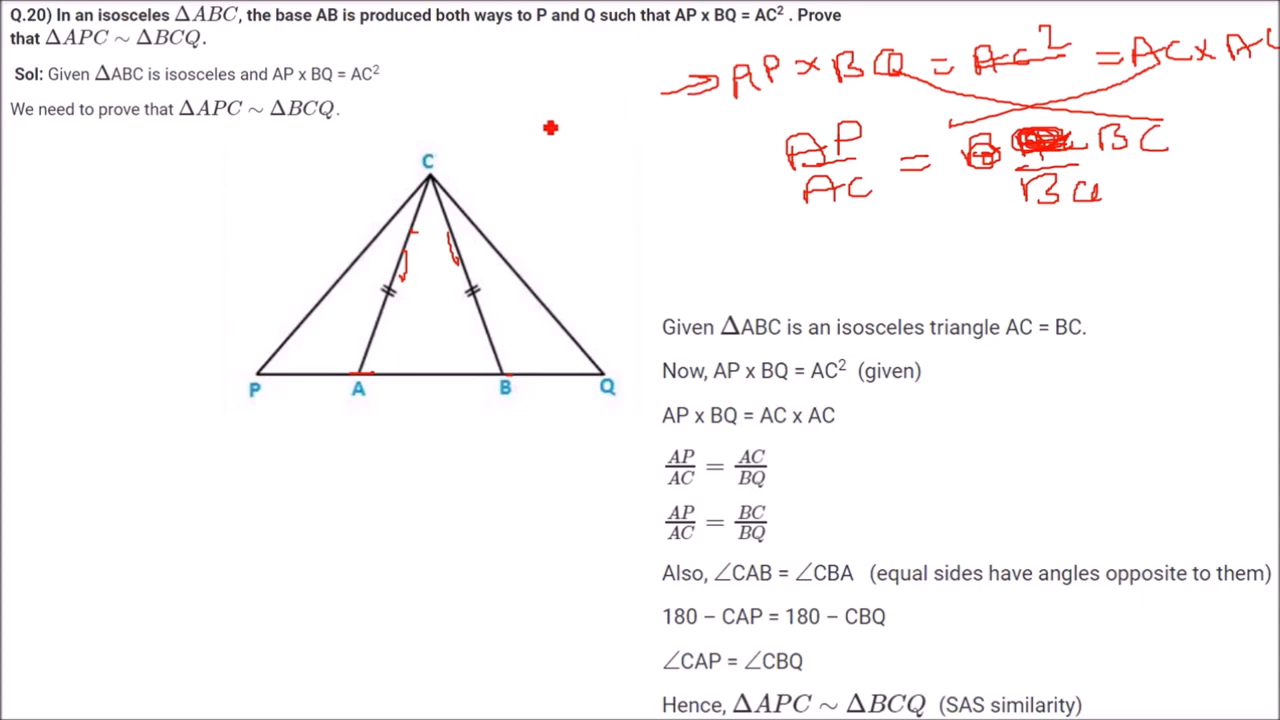 Q.20) In an isosceles ΔABC, the base AB is produced both ways to P and Q such that AP x BQ = AC². Prove
that ΔAPC ~ ΔBCQ.
Sol: Given ΔABC is isosceles and AP x BQ = AC²
We need to prove that ΔAPC ~ ΔBCQ.
C
P A B Q
→ AP × BQ = AC² = AC × AC
AP/AC = BC/BQ
Given ΔABC is an isosceles triangle AC = BC.
Now, AP x BQ = AC² (given)
AP x BQ = AC x AC
AP/AC = AC/BQ
AP/AC = BC/BQ
Also, ∠CAB = ∠CBA (equal sides have angles opposite to them)
180 – CAP = 180 – CBQ
∠CAP = ∠CBQ
Hence, ΔAPC ~ ΔBCQ (SAS similarity)